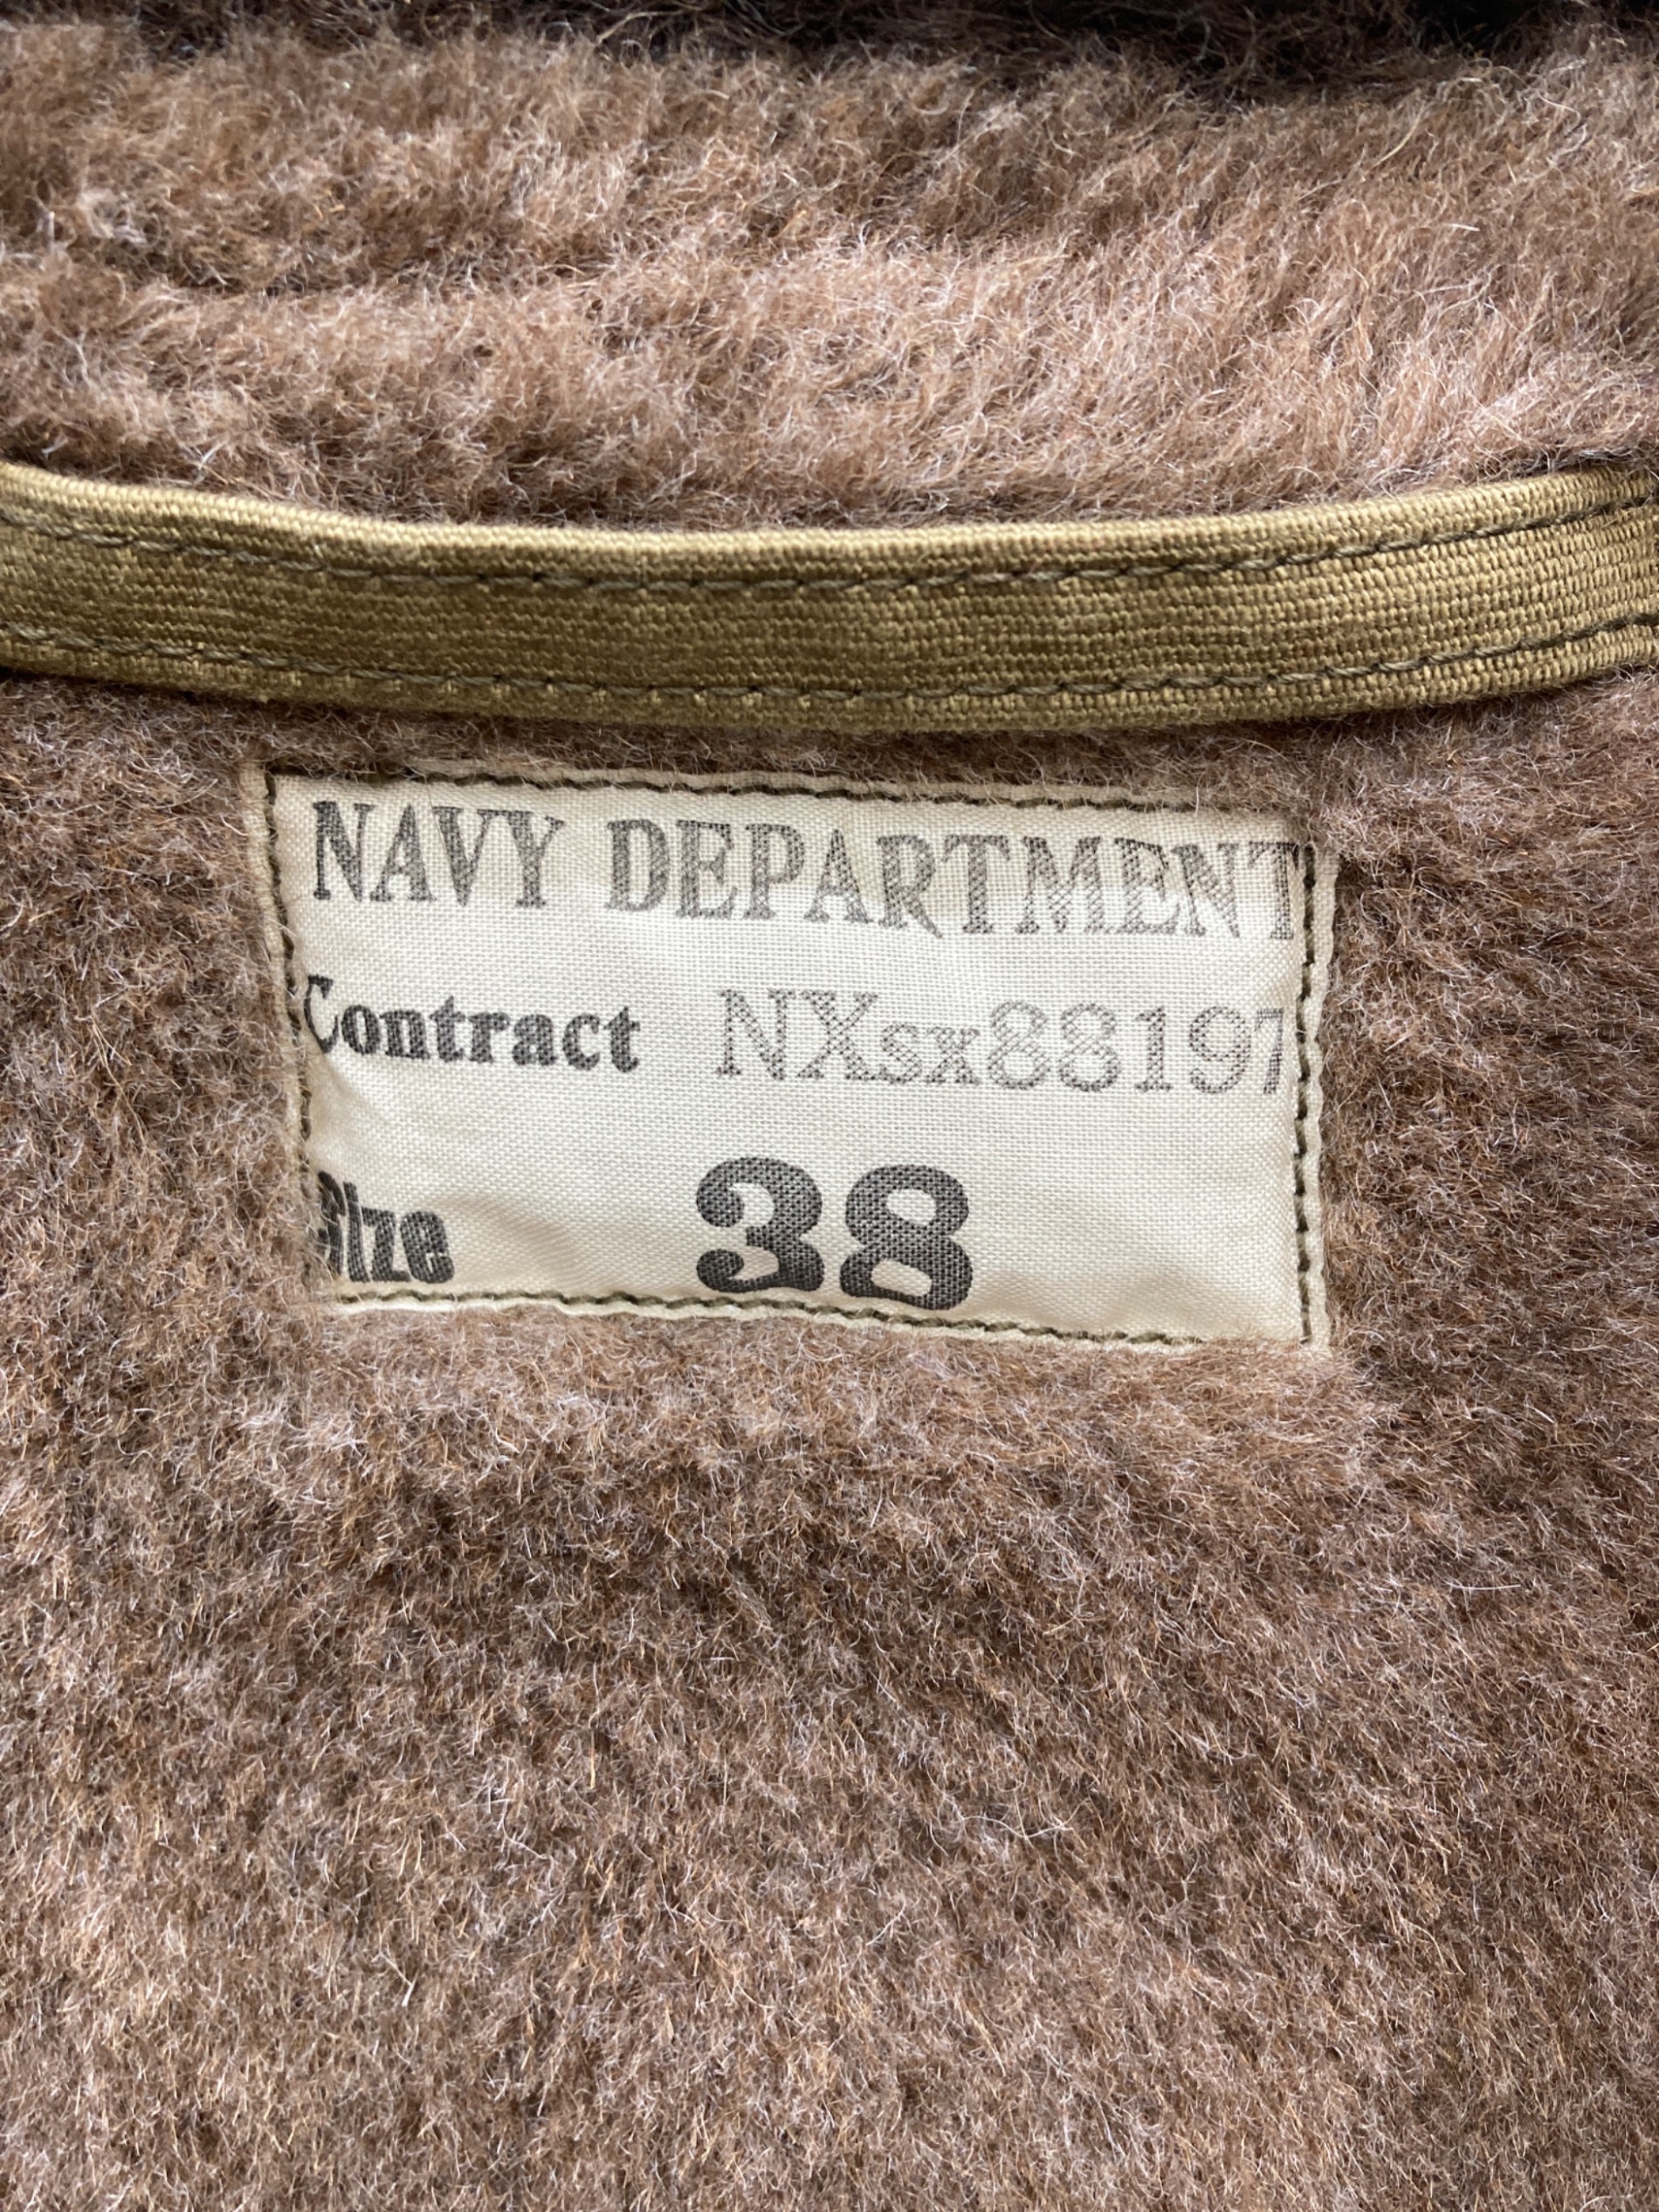 NAVY DEPARTMENT
Contract NXsx88197
Size 38